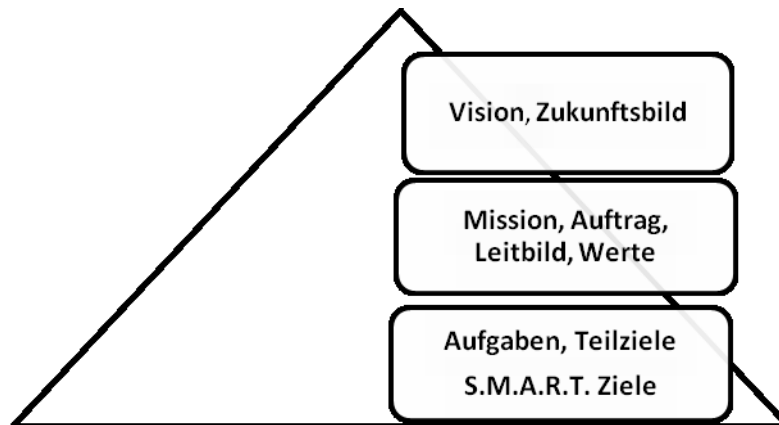 Vision, Zukunftsbild
Mission, Auftrag,
Leitbild, Werte
Aufgaben, Teilziele
S.M.A.R.T. Ziele